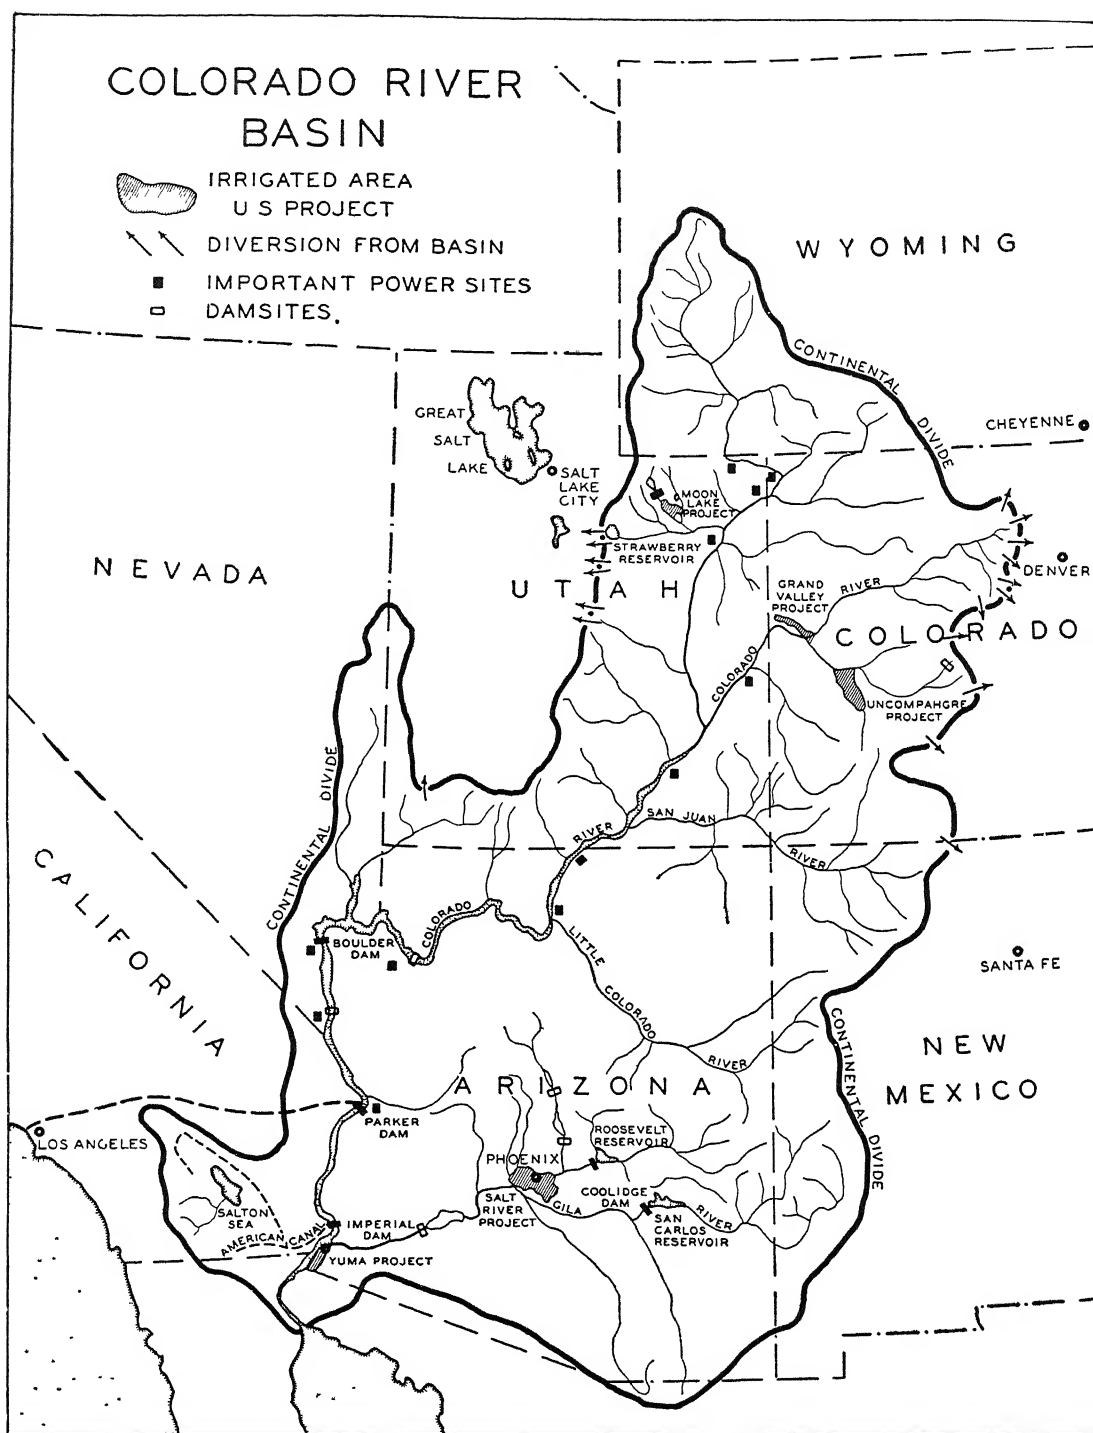 COLORADO RIVER
BASIN
IRRIGATED AREA
U S PROJECT
DIVERSION FROM BASIN
IMPORTANT POWER SITES
DAMSITES.
WYOMING
CONTINENTAL DIVIDE
CHEYENNE
GREAT
SALT
LAKE
SALT
LAKE
CITY
MOON
LAKE
PROJECT
STRAWBERRY
RESERVOIR
NEVADA
UTAH
GRAND
VALLEY
PROJECT
RIVER
DENVER
COLORADO
COLORADO
UNCOMPAHGRE
PROJECT
CONTINENTAL DIVIDE
RIVER
SAN JUAN
RIVER
CALIFORNIA
COLORADO
BOULDER
DAM
LITTLE
COLORADO
RIVER
SANTA FE
NEW
MEXICO
CONTINENTAL DIVIDE
ARIZONA
LOS ANGELES
PARKER
DAM
ROOSEVELT
RESERVOIR
PHOENIX
SALTON
SEA
AMERICAN CANAL
IMPERIAL
DAM
SALT
RIVER
PROJECT
GILA
COOLIDGE
DAM
RIVER
SAN
CARLOS
RESERVOIR
YUMA PROJECT